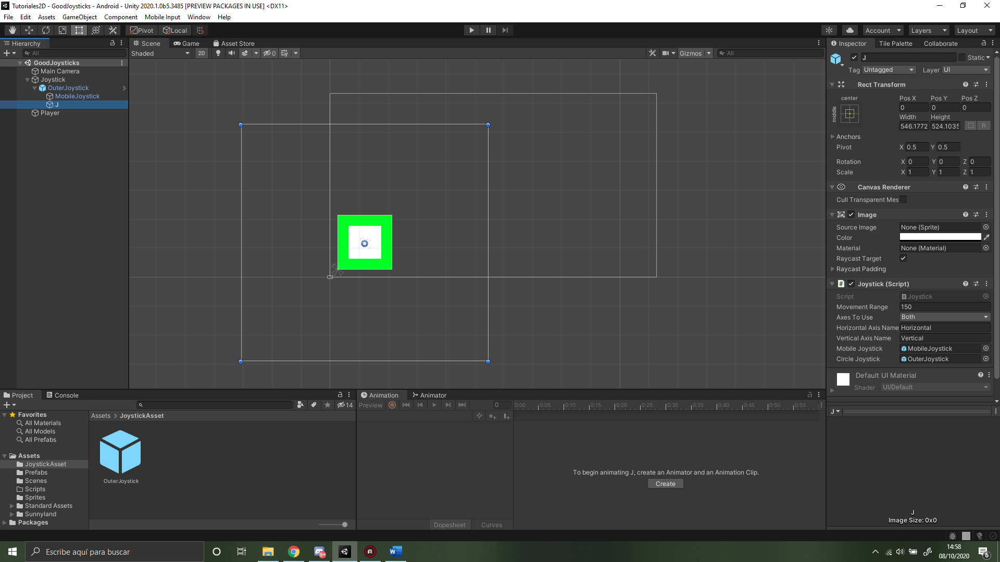 Tutoriales2D - GoodJoysticks - Android - Unity 2020.1.0b5.3485 [PREVIEW PACKAGES IN USE] <DX11>
File Edit Assets GameObject Component Mobile Input Window Help
Pivot Local Account Layers Layout
Hierarchy
All
GoodJoysticks
Main Camera
Joystick
OuterJoystick
MobileJoystick
J
Player
Scene Game Asset Store
Shaded 2D 0 Gizmos All
Inspector Tile Palette Collaborate
J Static
Tag Untagged Layer UI
Rect Transform
center
middle
Pos X Pos Y Pos Z
0 0 0
Width Height
546.1772 524.1035 R
Anchors
Pivot X 0.5 Y 0.5
Rotation X 0 Y 0 Z 0
Scale X 1 Y 1 Z 1
Canvas Renderer
Cull Transparent Mes
Image
Source Image None (Sprite)
Color
Material None (Material)
Raycast Target
Raycast Padding
Joystick (Script)
Script Joystick
Movement Range 150
Axes To Use Both
Horizontal Axis Name Horizontal
Vertical Axis Name Vertical
Mobile Joystick MobileJoystick
Circle Joystick OuterJoystick
Default UI Material
Shader UI/Default
J
J
Image Size: 0x0
Project Console
14
Favorites
All Materials
All Models
All Prefabs
Assets
JoystickAsset
Prefabs
Scenes
Scripts
Sprites
Standard Assets
Sunnyland
Packages
Assets > JoystickAsset
OuterJoystick
Animation Animator
Preview 0 0:00 0:05 0:10 0:15 0:20 0:25 0:30 0:35 0:40 0:45 0:50 0:55
To begin animating J, create an Animator and an Animation Clip.
Create
Dopesheet Curves
Escribe aquí para buscar
9+
14:58
08/10/2020
6